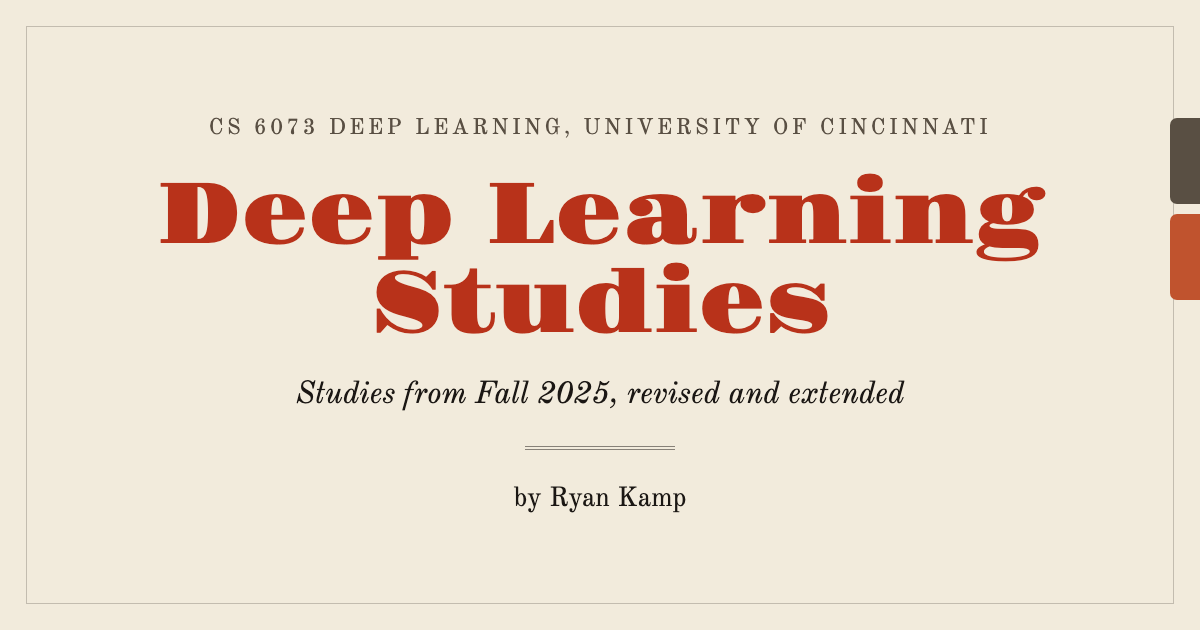 CS 6073 DEEP LEARNING, UNIVERSITY OF CINCINNATI
Deep Learning
Studies
Studies from Fall 2025, revised and extended
by Ryan Kamp